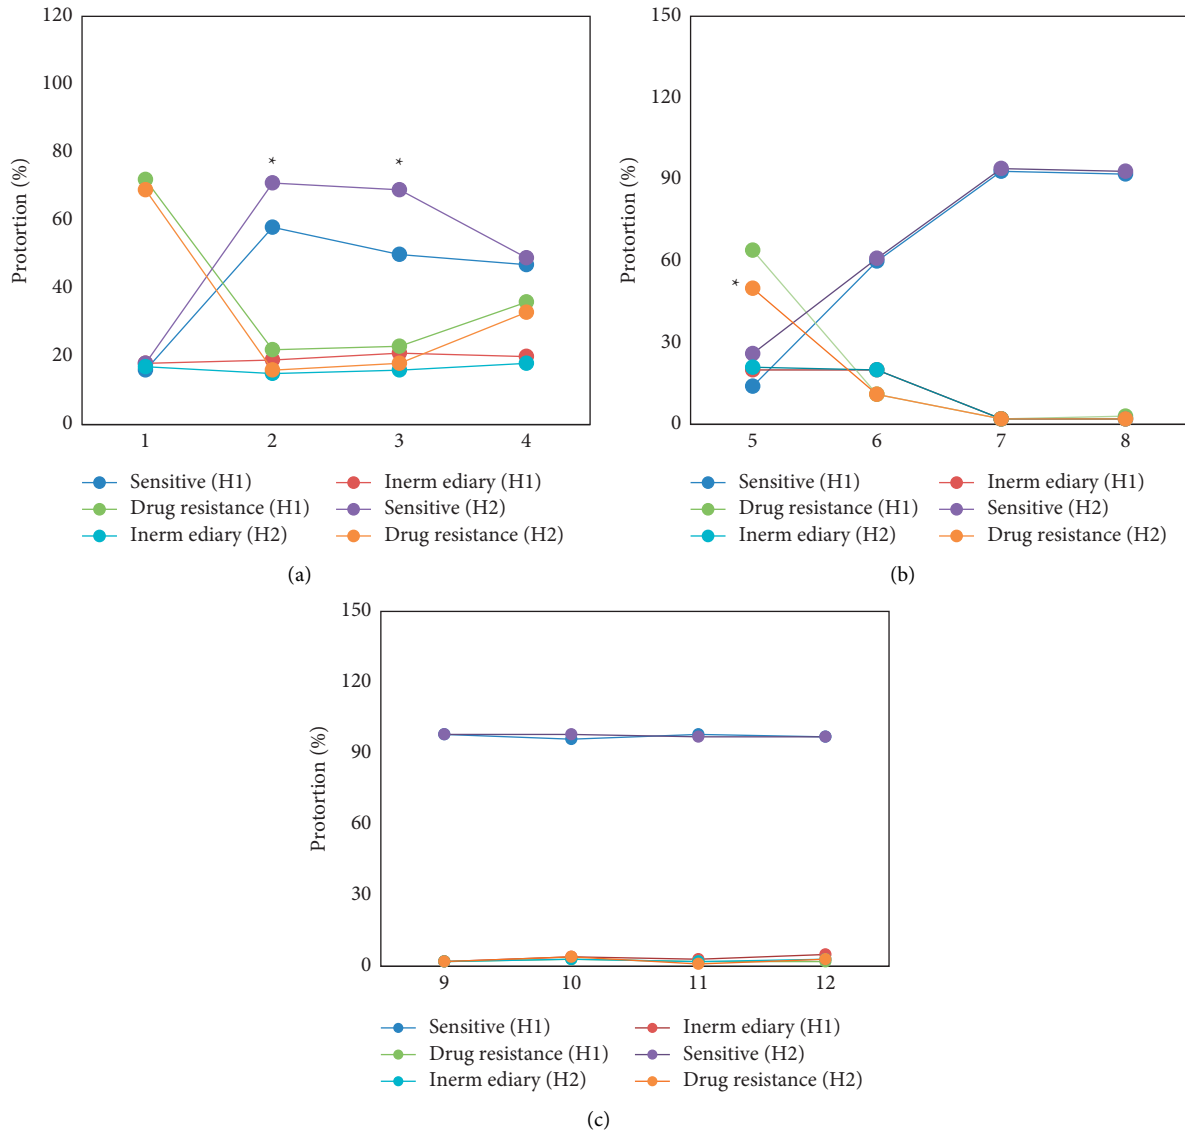 120
100
80
60
40
20
0
Protortion (%)
*
*
1 2 3 4
Sensitive (H1) Inerm ediary (H1)
Drug resistance (H1) Sensitive (H2)
Inerm ediary (H2) Drug resistance (H2)
(a)
150
120
90
60
30
0
Protortion (%)
*
5 6 7 8
Sensitive (H1) Inerm ediary (H1)
Drug resistance (H1) Sensitive (H2)
Inerm ediary (H2) Drug resistance (H2)
(b)
150
120
90
60
30
0
Protortion (%)
9 10 11 12
Sensitive (H1) Inerm ediary (H1)
Drug resistance (H1) Sensitive (H2)
Inerm ediary (H2) Drug resistance (H2)
(c)